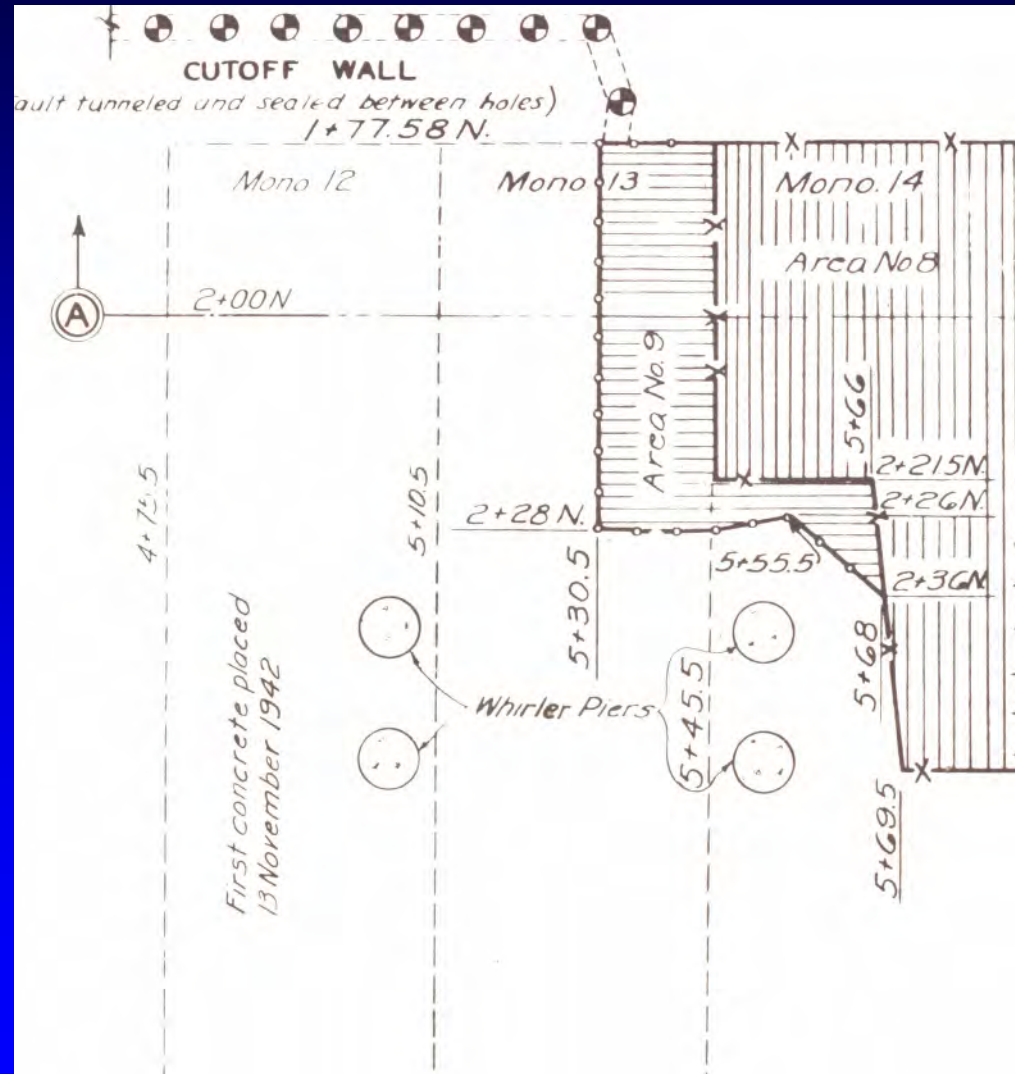 CUTOFF WALL
ault tunneled and sealed between holes)
1+77.58 N.
Mono 12
Mono 13
Mono. 14
Area No 8
A
2+00N
Area No. 9
5+66
2+215N.
2+26N.
4+75.5
5+10.5
2+28 N.
5+55.5
2+36N
5+30.5
5+68
First concrete placed
13 November 1942
Whirler Piers
5+45.5
5+69.5